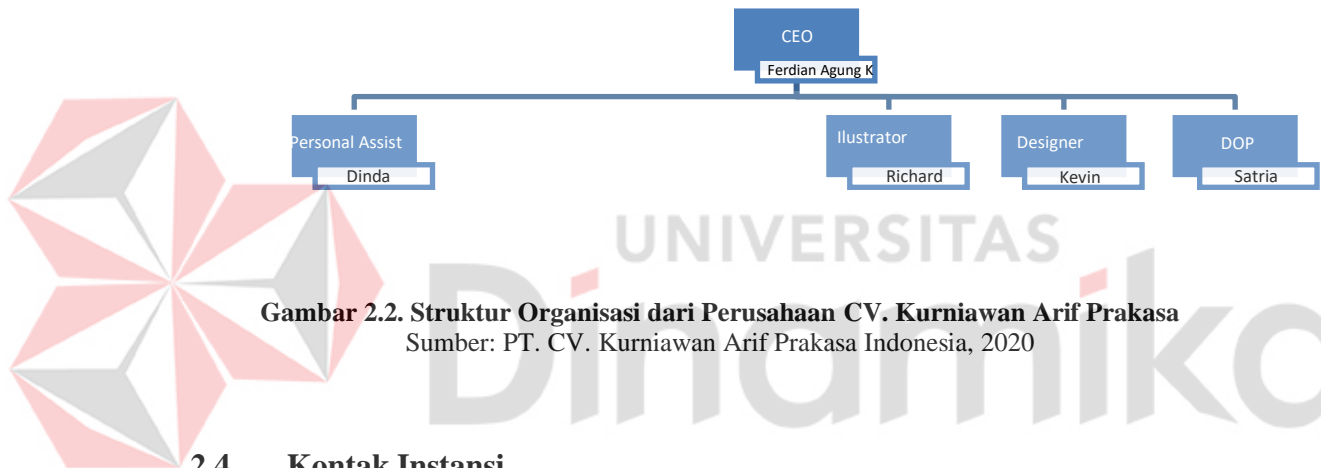 CEO
Ferdian Agung K
Personal Assist
Dinda
Ilustrator
Richard
Designer
Kevin
DOP
Satria
UNIVERSITAS
Dinamika
Gambar 2.2. Struktur Organisasi dari Perusahaan CV. Kurniawan Arif Prakasa
Sumber: PT. CV. Kurniawan Arif Prakasa Indonesia, 2020
2.4 Kontak Instansi